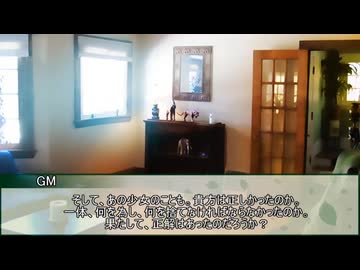 GM
そして、あの少女のことも。貴方は正しかったのか。
一体、何を為し、何を捨てなければならなかったのか。
果たして、正解はあったのだろうか？